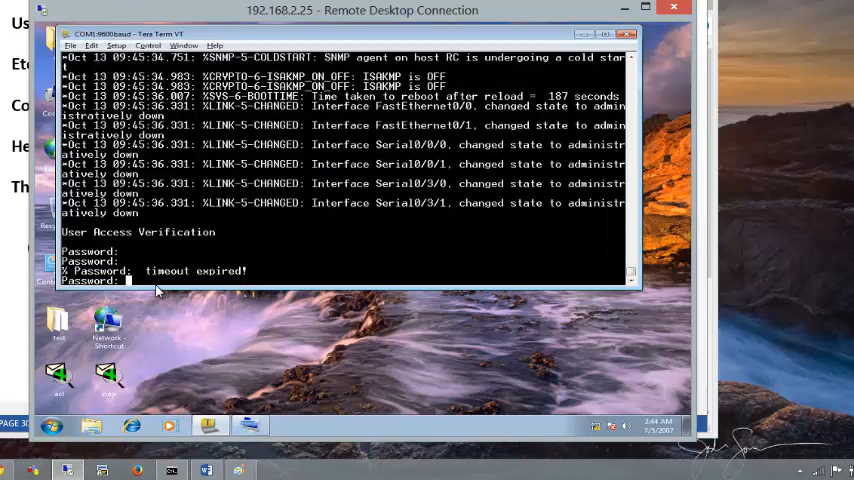 Us
Ete
Co
He
Th
PAGE 30
192.168.2.25 - Remote Desktop Connection
COM1:9600baud - Tera Term VT
File Edit Setup Control Window Help
*Oct 13 09:45:34.751: %SNMP-5-COLDSTART: SNMP agent on host RC is undergoing a cold star
t
*Oct 13 09:45:34.983: %CRYPTO-6-ISAKMP_ON_OFF: ISAKMP is OFF
*Oct 13 09:45:34.983: %CRYPTO-6-ISAKMP_ON_OFF: ISAKMP is OFF
*Oct 13 09:45:36.007: %SYS-6-BOOTTIME: Time taken to reboot after reload =  187 seconds
*Oct 13 09:45:36.331: %LINK-5-CHANGED: Interface FastEthernet0/0, changed state to admin
istratively down
*Oct 13 09:45:36.331: %LINK-5-CHANGED: Interface FastEthernet0/1, changed state to admin
istratively down
*Oct 13 09:45:36.331: %LINK-5-CHANGED: Interface Serial0/0/0, changed state to administr
atively down
*Oct 13 09:45:36.331: %LINK-5-CHANGED: Interface Serial0/0/1, changed state to administr
atively down
*Oct 13 09:45:36.331: %LINK-5-CHANGED: Interface Serial0/3/0, changed state to administr
atively down
*Oct 13 09:45:36.331: %LINK-5-CHANGED: Interface Serial0/3/1, changed state to administr
atively down
User Access Verification
Password:
Password:
% Password:  timeout expired!
Password:
test
Network -
Shortcut
acl
2:44 AM
7/5/2007